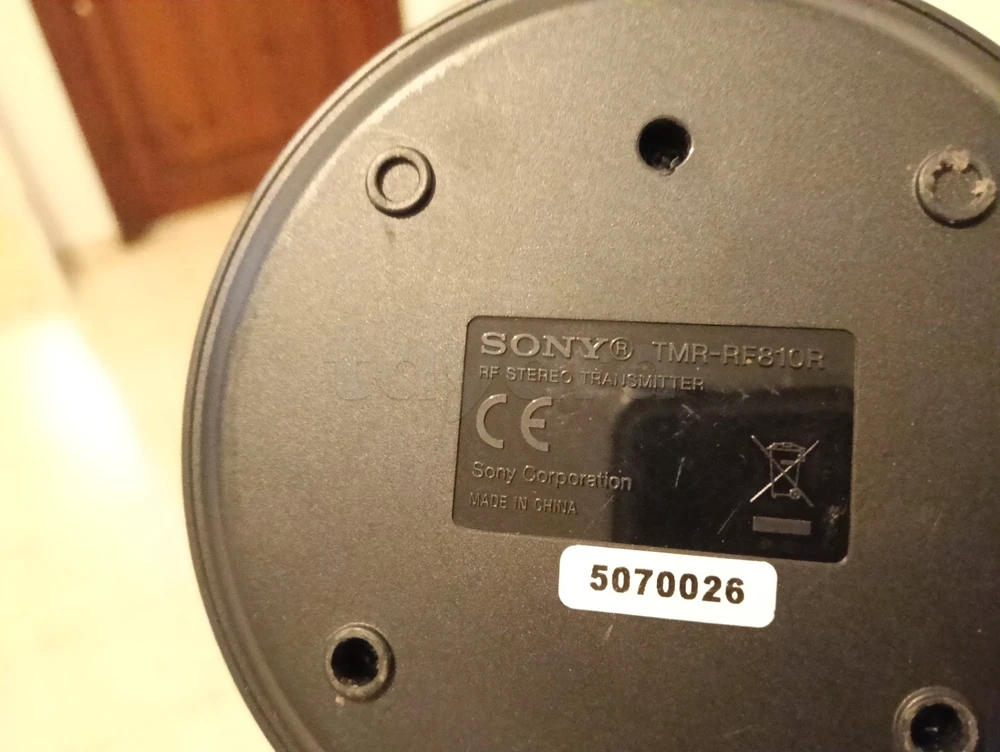 SONY® TMR-RF810R
RF STEREO TRANSMITTER
CE
Sony Corporation
MADE IN CHINA
5070026